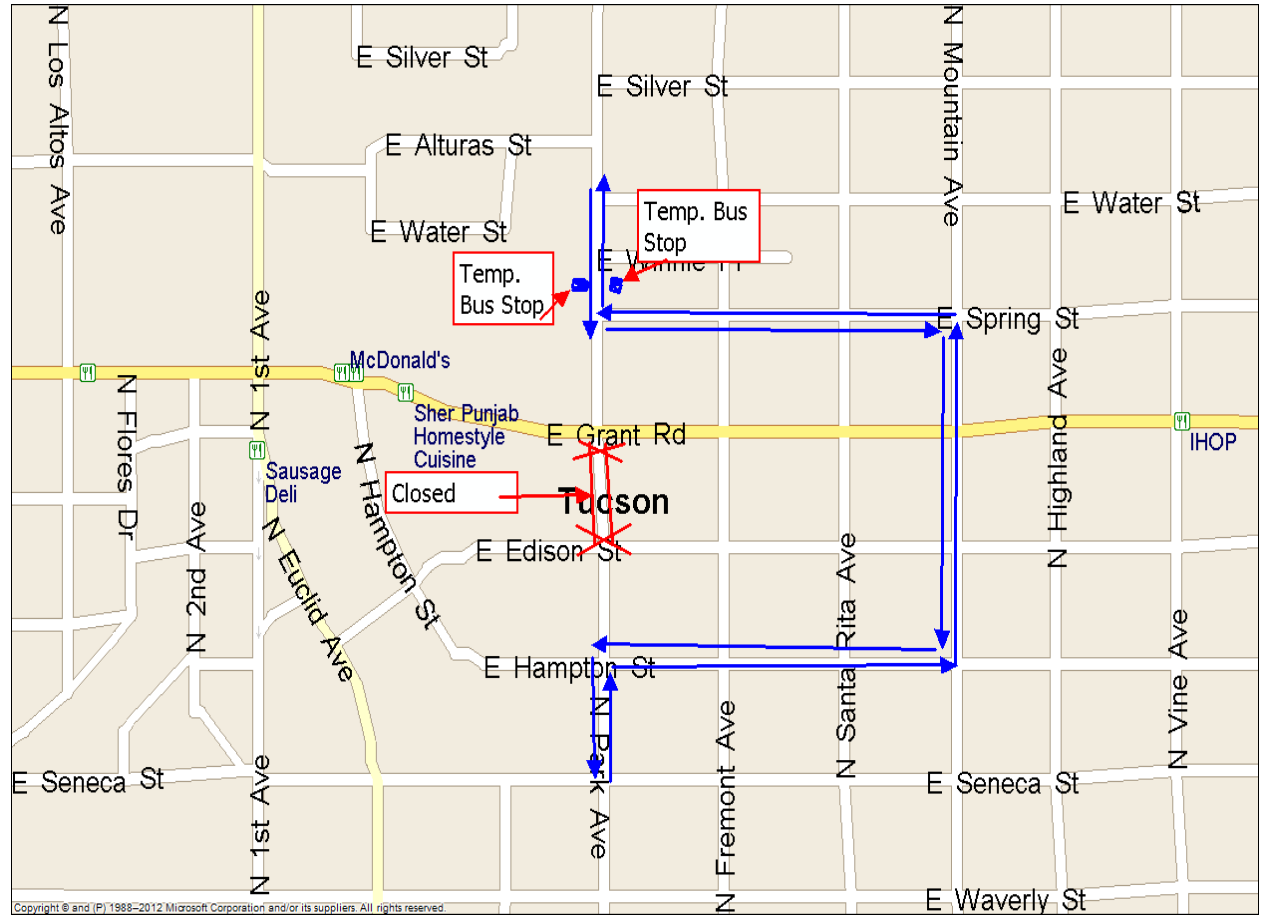 N Los Altos Ave
E Silver St
E Silver St
N Mountain Ave
E Alturas St
E Water St
Temp. Bus
Stop
E Water St
E Winnie Pl
Temp.
Bus Stop
N 1st Ave
E Spring St
McDonald's
N Flores Dr
Sher Punjab
Homestyle
Cuisine
E Grant Rd
N Highland Ave
IHOP
Sausage
Deli
N Hampton St
Closed
Tucson
N 2nd Ave
N Euclid Ave
E Edison St
N Santa Rita Ave
E Hampton St
N Park Ave
N Fremont Ave
N Vine Ave
E Seneca St
N 1st Ave
E Seneca St
E Waverly St
Copyright © and (P) 1988–2012 Microsoft Corporation and/or its suppliers. All rights reserved.